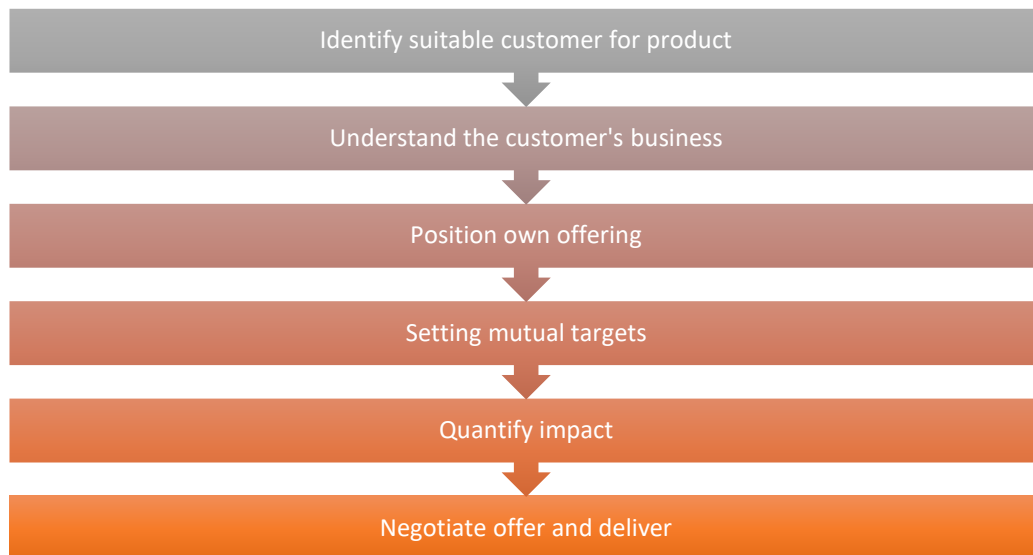 Identify suitable customer for product
Understand the customer's business
Position own offering
Setting mutual targets
Quantify impact
Negotiate offer and deliver